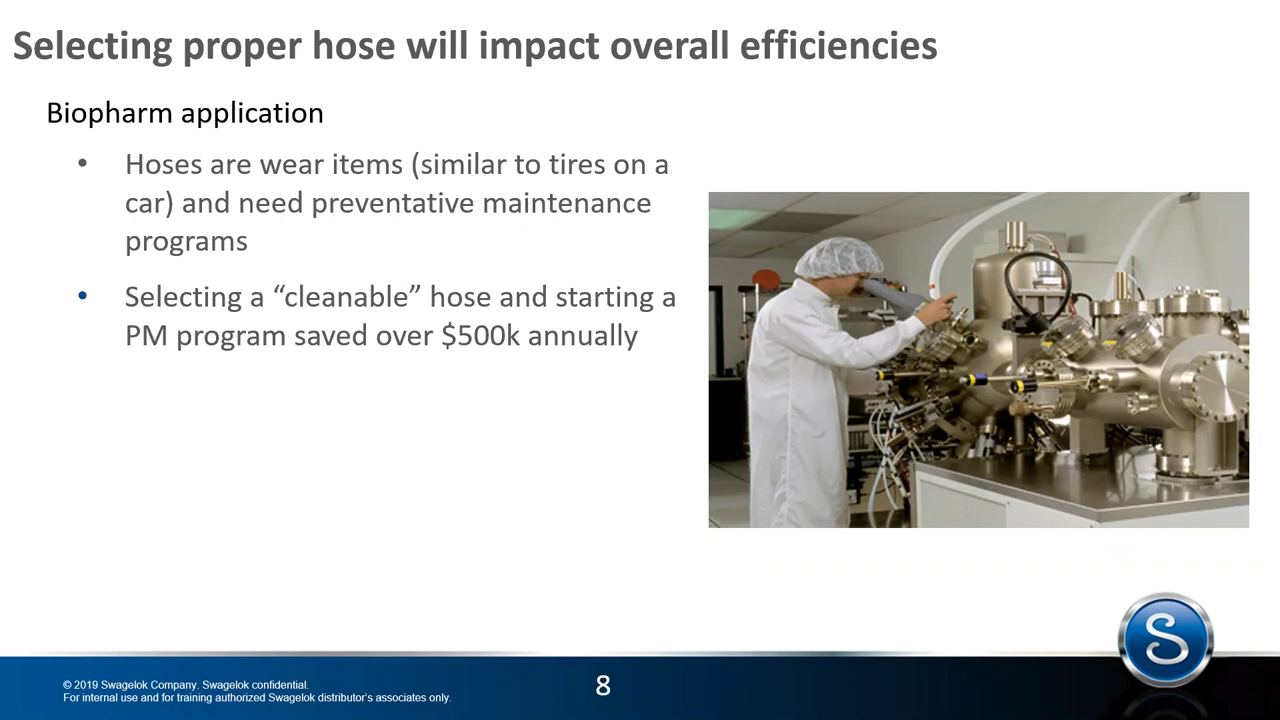 Selecting proper hose will impact overall efficiencies
Biopharm application
• Hoses are wear items (similar to tires on a
car) and need preventative maintenance
programs
• Selecting a “cleanable” hose and starting a
PM program saved over $500k annually
S
© 2019 Swagelok Company. Swagelok confidential.
For internal use and for training authorized Swagelok distributor’s associates only.
8